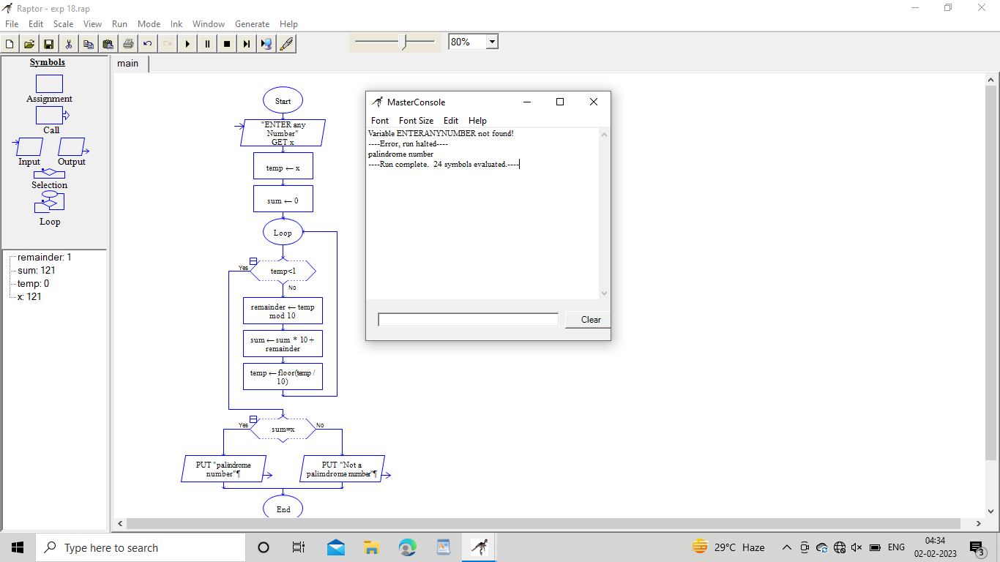 Raptor - exp 18.rap
File Edit Scale View Run Mode Ink Window Generate Help
80%
Symbols
Assignment
Call
Input Output
Selection
Loop
remainder: 1
sum: 121
temp: 0
x: 121
main
Start
"ENTER any
Number"
GET x
temp ← x
sum ← 0
Loop
Yes
temp<1
No
remainder ← temp
mod 10
sum ← sum * 10 +
remainder
temp ← floor(temp /
10)
Yes
sum=x
No
PUT "palindrome
number"¶
PUT "Not a
palimdrome number"¶
End
MasterConsole
Font Font Size Edit Help
Variable ENTERANYNUMBER not found!
----Error, run halted----
palindrome number
----Run complete. 24 symbols evaluated.----
Clear
Type here to search
29°C Haze
ENG
04:34
02-02-2023
3